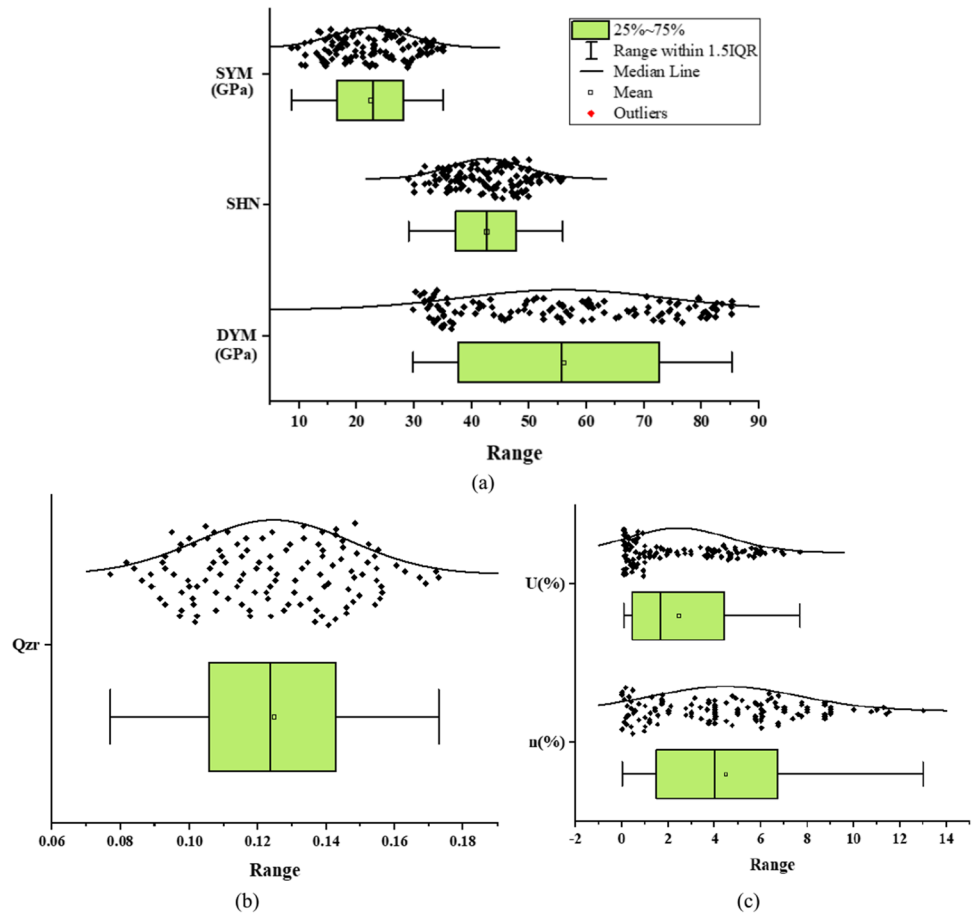 25%~75%
Range within 1.5IQR
Median Line
Mean
Outliers
SYM
(GPa)
SHN
DYM
(GPa)
10 20 30 40 50 60 70 80 90
Range
(a)
Qzr
0.06 0.08 0.10 0.12 0.14 0.16 0.18
Range
(b)
U(%)
n(%)
-2 0 2 4 6 8 10 12 14
Range
(c)